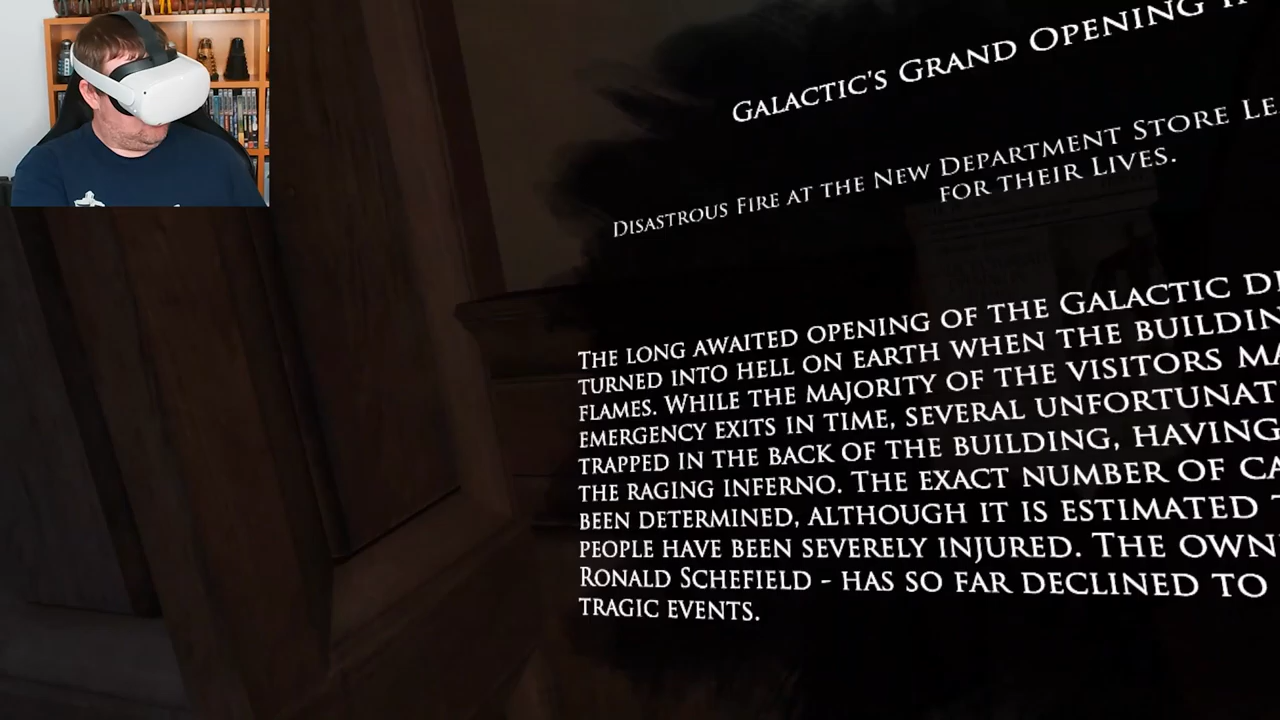 GALACTIC'S GRAND OPENING
DISASTROUS FIRE AT THE NEW DEPARTMENT STORE
FOR THEIR LIVES.
THE LONG AWAITED OPENING OF THE GALACTIC
TURNED INTO HELL ON EARTH WHEN THE
FLAMES. WHILE THE MAJORITY OF THE VISITORS
EMERGENCY EXITS IN TIME, SEVERAL
TRAPPED IN THE BACK OF THE BUILDING, HAVING
THE RAGING INFERNO. THE EXACT NUMBER OF
BEEN DETERMINED, ALTHOUGH IT IS ESTIMATED
PEOPLE HAVE BEEN SEVERELY INJURED. THE
RONALD SCHEFIELD - HAS SO FAR DECLINED TO
TRAGIC EVENTS.